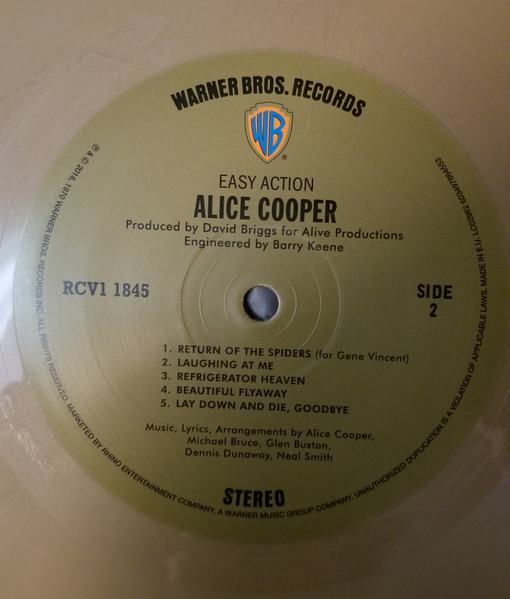 WARNER BROS. RECORDS
WB
®
EASY ACTION
ALICE COOPER
Produced by David Briggs for Alive Productions
Engineered by Barry Keene
RCV1 1845
SIDE
2
1. RETURN OF THE SPIDERS (for Gene Vincent)
2. LAUGHING AT ME
3. REFRIGERATOR HEAVEN
4. BEAUTIFUL FLYAWAY
5. LAY DOWN AND DIE, GOODBYE
Music, Lyrics, Arrangements by Alice Cooper,
Michael Bruce, Glen Buxton,
Dennis Dunaway, Neal Smith
STEREO
℗ & © 2018, 1970 WARNER BROS. RECORDS INC. ALL RIGHTS RESERVED. MARKETED BY RHINO ENTERTAINMENT COMPANY, A WARNER MUSIC GROUP COMPANY. UNAUTHORIZED DUPLICATION IS A VIOLATION OF APPLICABLE LAWS. MADE IN E.U. LC02982 603497864553